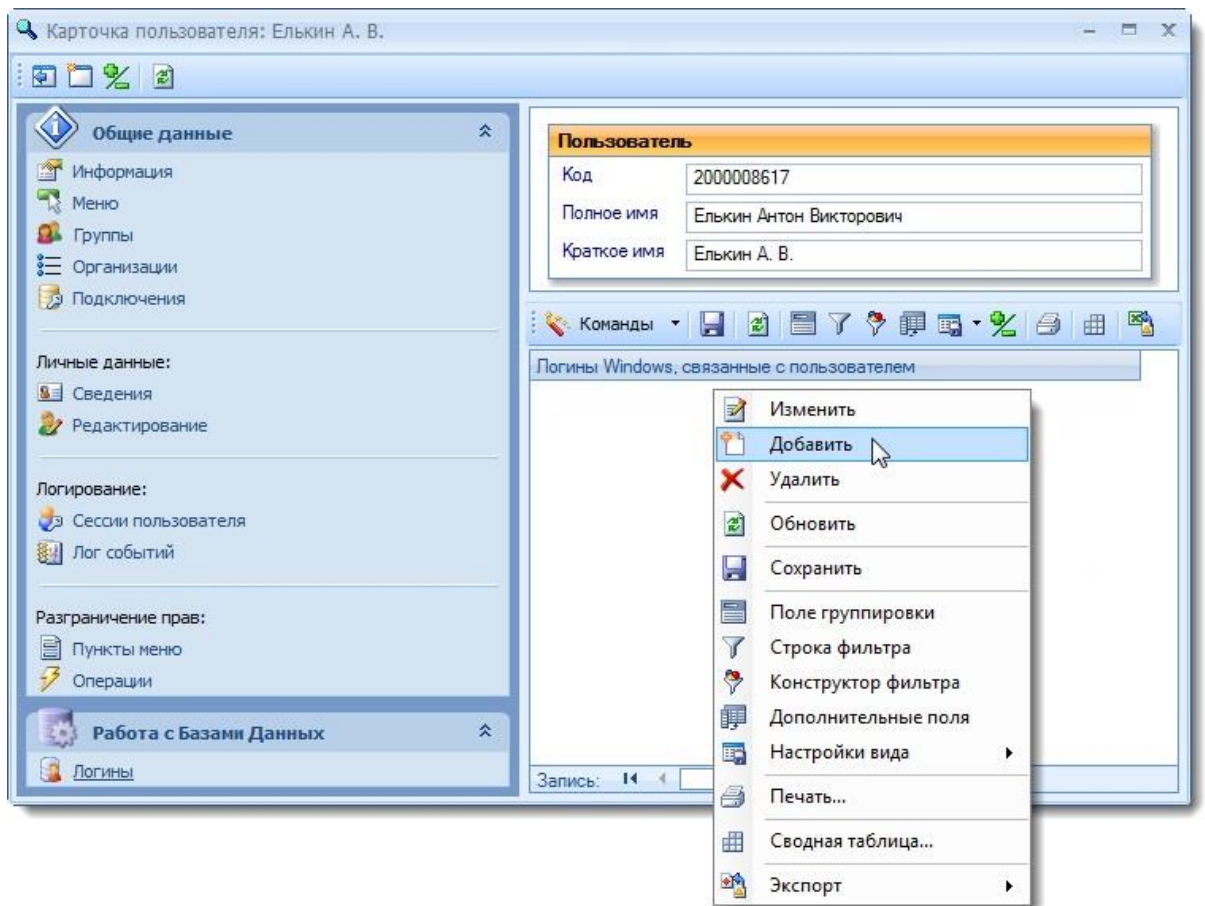 Карточка пользователя: Елькин А. В.
Общие данные
Информация
Меню
Группы
Организации
Подключения
Личные данные:
Сведения
Редактирование
Логирование:
Сессии пользователя
Лог событий
Разграничение прав:
Пункты меню
Операции
Работа с Базами Данных
Логины
Пользователь
Код 2000008617
Полное имя Елькин Антон Викторович
Краткое имя Елькин А. В.
Команды
Логины Windows, связанные с пользователем
Изменить
Добавить
Удалить
Обновить
Сохранить
Поле группировки
Строка фильтра
Конструктор фильтра
Дополнительные поля
Настройки вида
Печать...
Сводная таблица...
Экспорт
Запись: